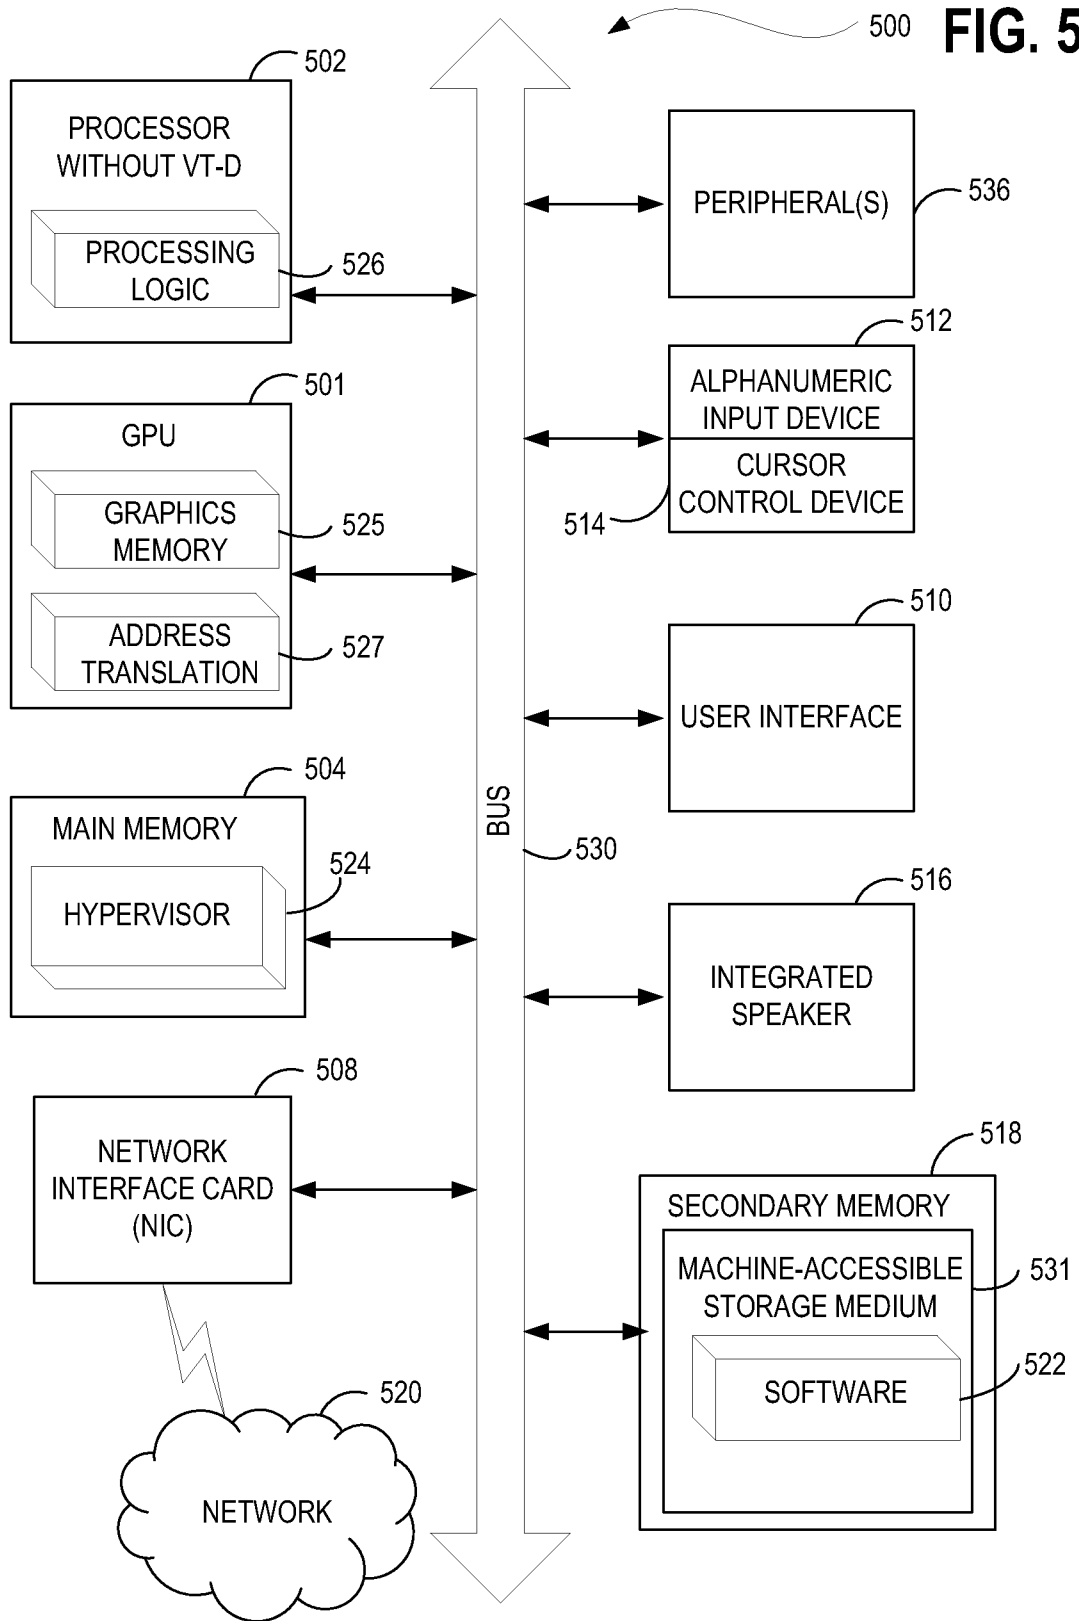 500
FIG. 5
502
PROCESSOR
WITHOUT VT-D
PROCESSING
LOGIC
526
501
GPU
GRAPHICS
MEMORY
525
ADDRESS
TRANSLATION
527
504
MAIN MEMORY
524
HYPERVISOR
508
NETWORK
INTERFACE CARD
(NIC)
520
NETWORK
BUS
530
PERIPHERAL(S)
536
512
ALPHANUMERIC
INPUT DEVICE
CURSOR
CONTROL DEVICE
514
510
USER INTERFACE
516
INTEGRATED
SPEAKER
518
SECONDARY MEMORY
MACHINE-ACCESSIBLE
STORAGE MEDIUM
531
SOFTWARE
522